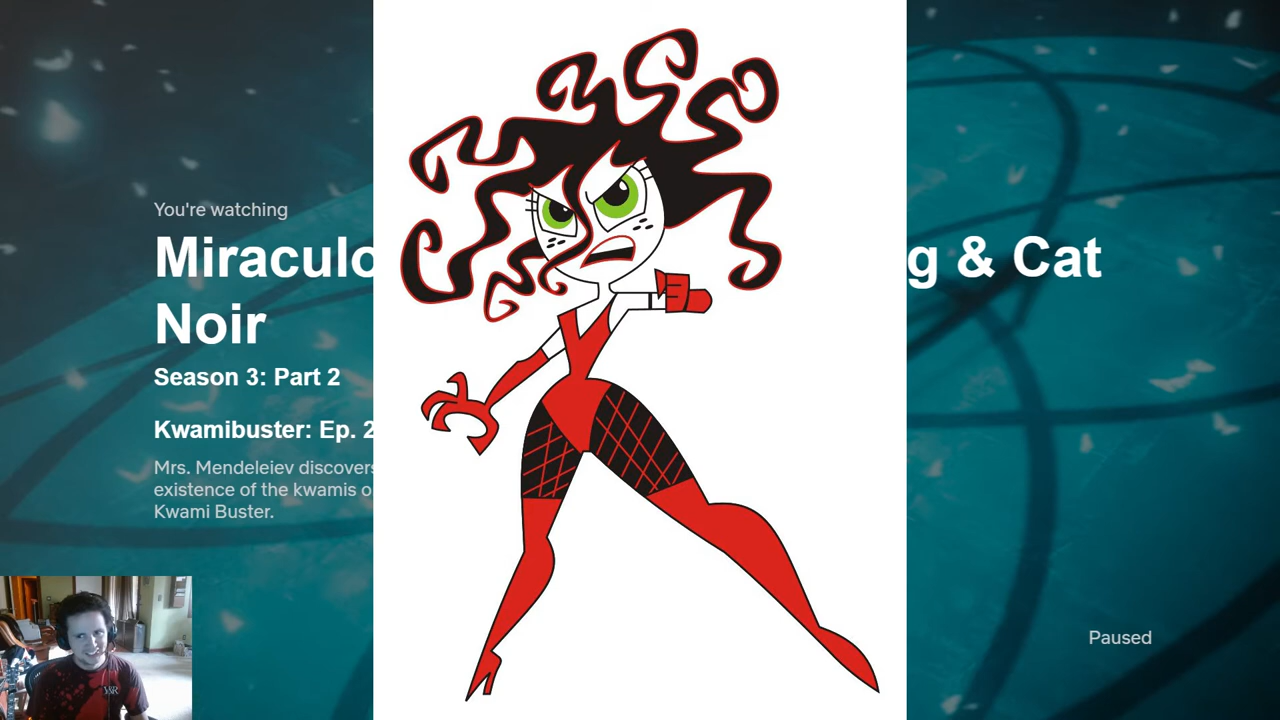 You're watching
Miraculo
g & Cat
Noir
Season 3: Part 2
Kwamibuster: Ep. 2
Mrs. Mendeleiev discovers
existence of the kwamis o
Kwami Buster.
Paused